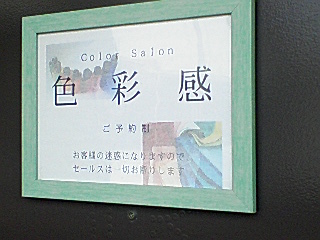 Color Salon
色彩感
ご予約制
お客様の迷惑になりますので
セールスは一切お断りします